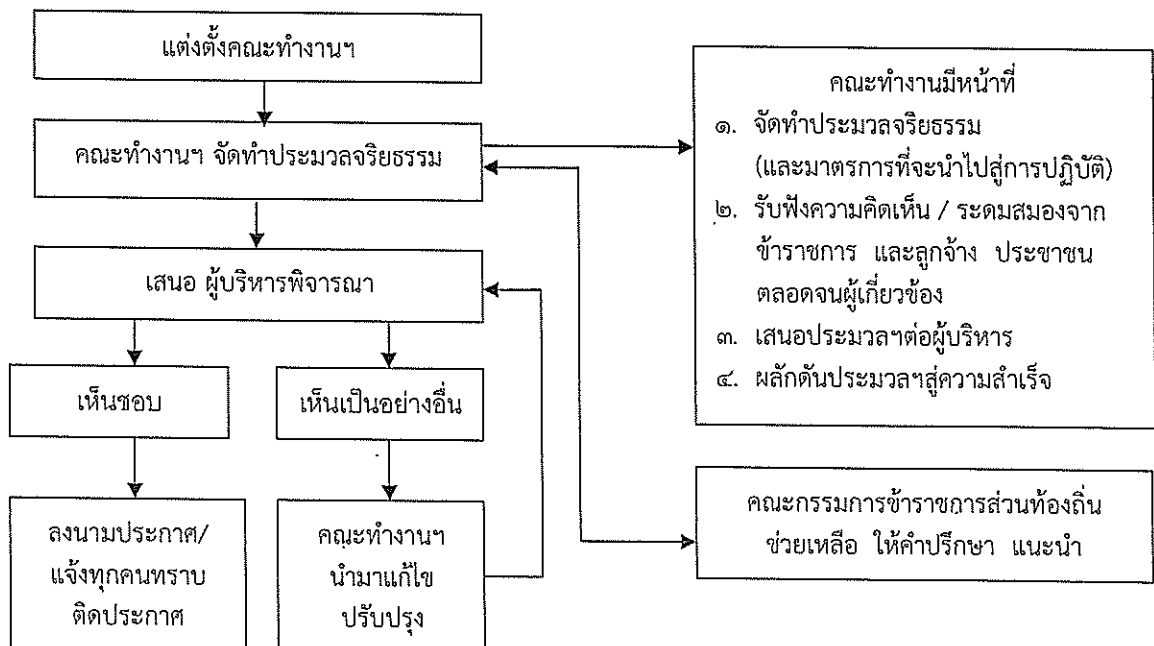 แต่งตั้งคณะทำงานฯ
คณะทำงานฯ จัดทำประมวลจริยธรรม
เสนอ ผู้บริหารพิจารณา
เห็นชอบ
เห็นเป็นอย่างอื่น
ลงนามประกาศ/
แจ้งทุกคนทราบ
ติดประกาศ
คณะทำงานฯ
นำมาแก้ไข
ปรับปรุง
คณะทำงานมีหน้าที่
๑. จัดทำประมวลจริยธรรม
(และมาตรการที่จะนำไปสู่การปฏิบัติ)
๒. รับฟังความคิดเห็น / ระดมสมองจาก
ข้าราชการ และลูกจ้าง ประชาชน
ตลอดจนผู้เกี่ยวข้อง
๓. เสนอประมวลฯต่อผู้บริหาร
๔. ผลักดันประมวลฯสู่ความสำเร็จ
คณะกรรมการข้าราชการส่วนท้องถิ่น
ช่วยเหลือ ให้คำปรึกษา แนะนำ